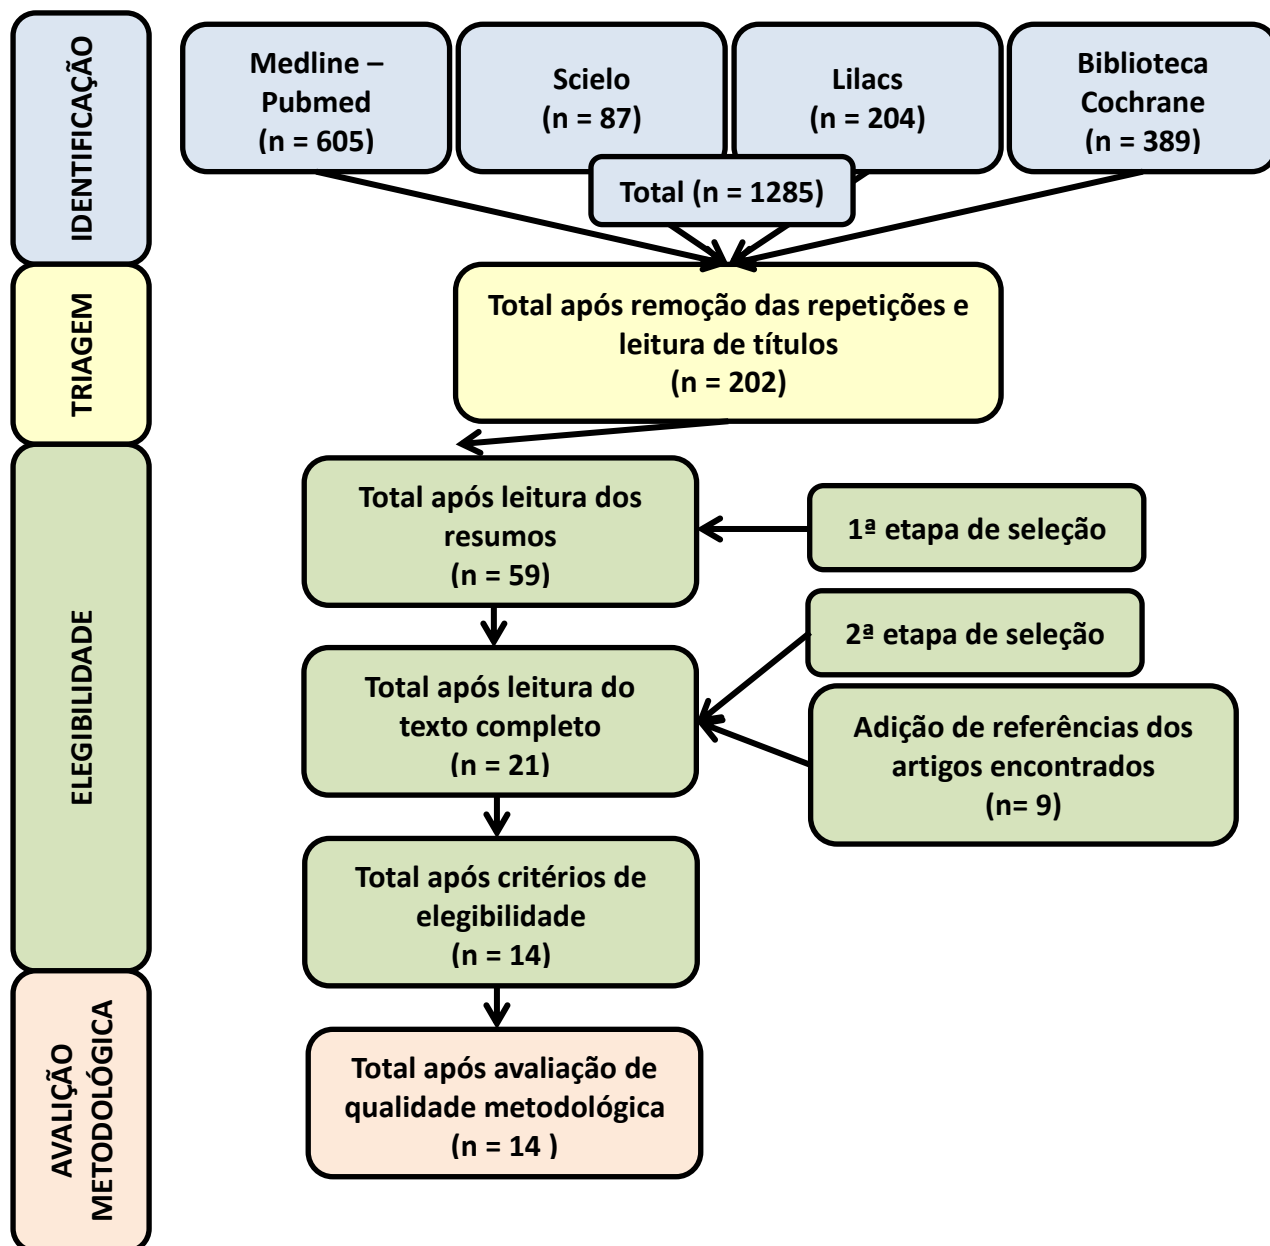 IDENTIFICAÇÃO
Medline –
Pubmed
(n = 605)
Scielo
(n = 87)
Lilacs
(n = 204)
Biblioteca
Cochrane
(n = 389)
Total (n = 1285)
TRIAGEM
Total após remoção das repetições e
leitura de títulos
(n = 202)
ELEGIBILIDADE
Total após leitura dos
resumos
(n = 59)
1ª etapa de seleção
Total após leitura do
texto completo
(n = 21)
2ª etapa de seleção
Adição de referências dos
artigos encontrados
(n= 9)
Total após critérios de
elegibilidade
(n = 14)
AVALIÇÃO
METODOLÓGICA
Total após avaliação de
qualidade metodológica
(n = 14 )